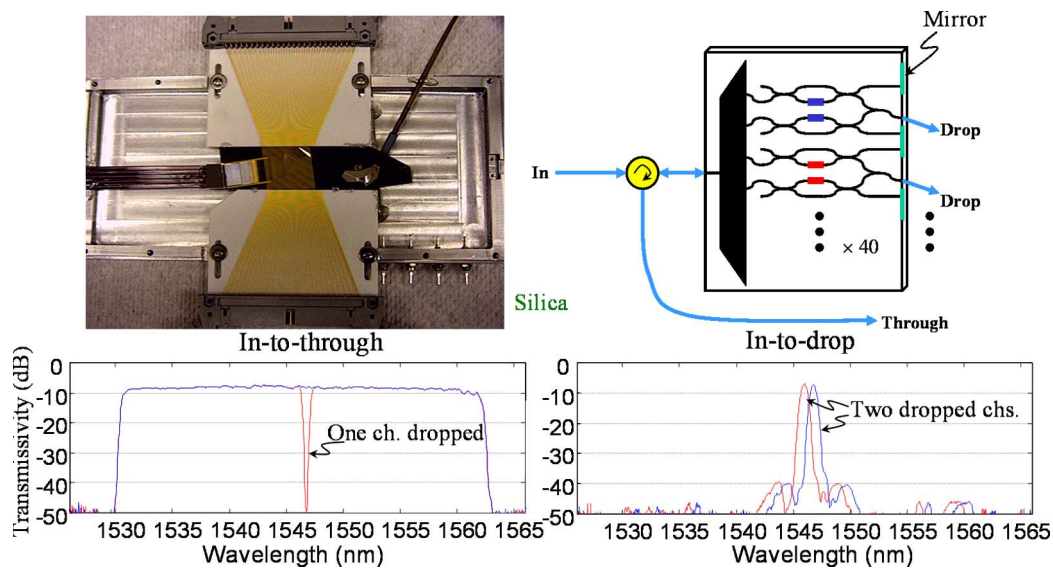 Mirror
Drop
In
Drop
× 40
Silica
Through
In-to-through
In-to-drop
Transmissivity (dB)
0
-10
-20
-30
-40
-50
One ch. dropped
1530 1535 1540 1545 1550 1555 1560 1566
Wavelength (nm)
0
-10
-20
-30
-40
-50
Two dropped chs.
1530 1535 1540 1545 1550 1555 1560 1566
Wavelength (nm)